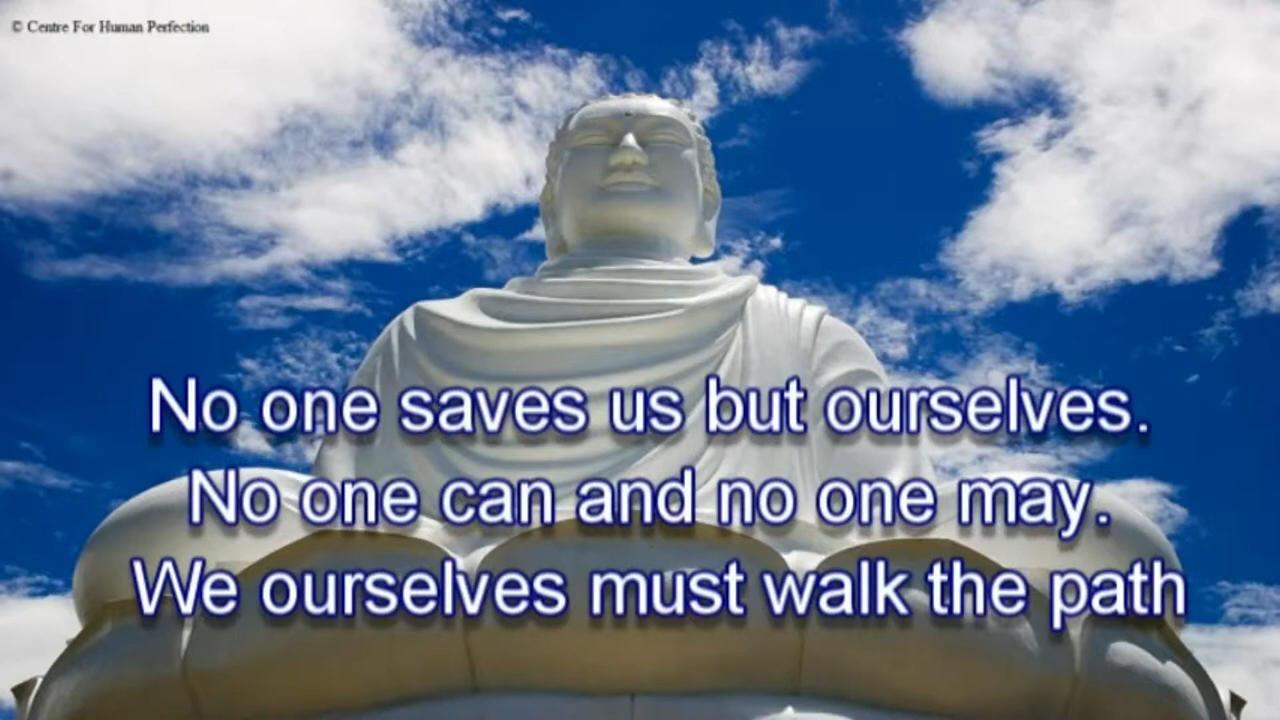 © Centre For Human Perfection
No one saves us but ourselves.
No one can and no one may.
We ourselves must walk the path